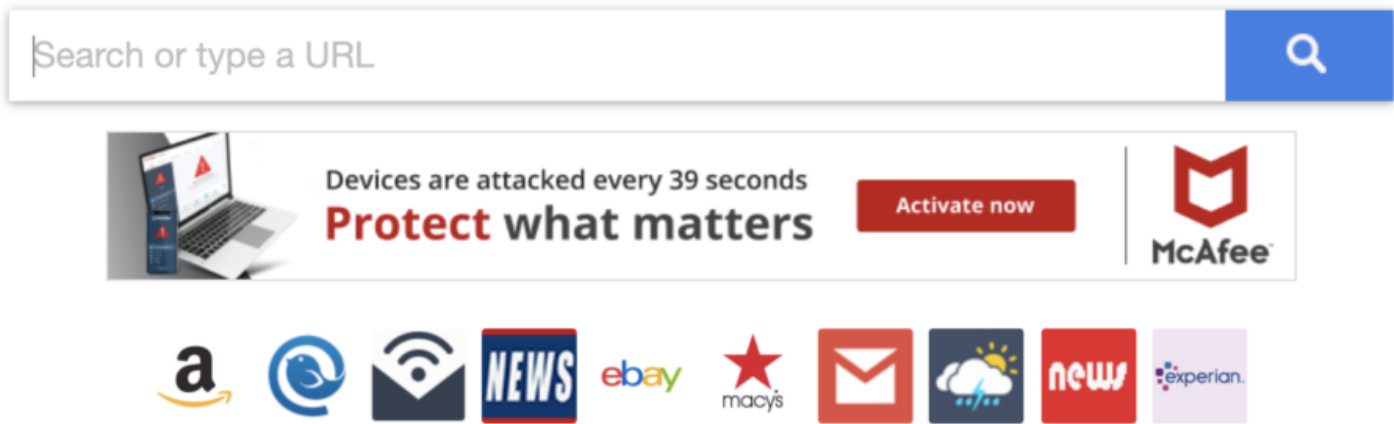 Search or type a URL
Devices are attacked every 39 seconds
Protect what matters
Activate now
McAfee™
a
NEWS
ebay
macy's
news
experian.